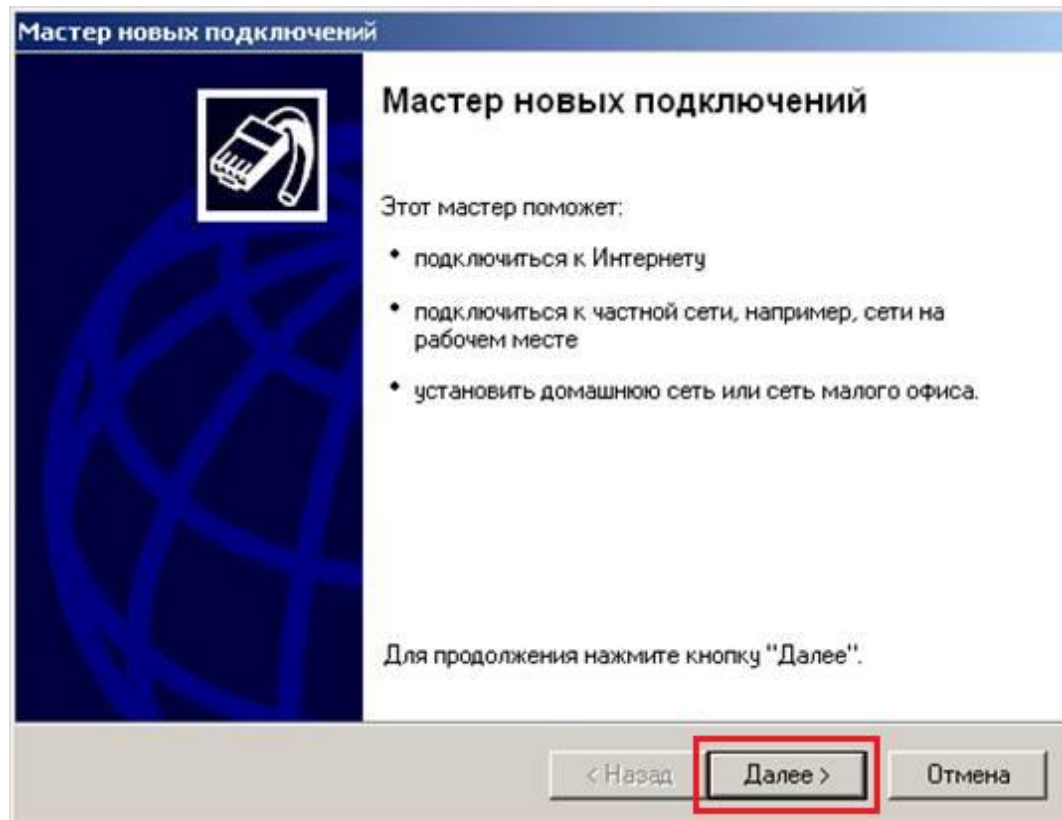 Мастер новых подключений
Мастер новых подключений
Этот мастер поможет:
• подключиться к Интернету
• подключиться к частной сети, например, сети на
рабочем месте
• установить домашнюю сеть или сеть малого офиса.
Для продолжения нажмите кнопку "Далее".
< Назад Далее > Отмена